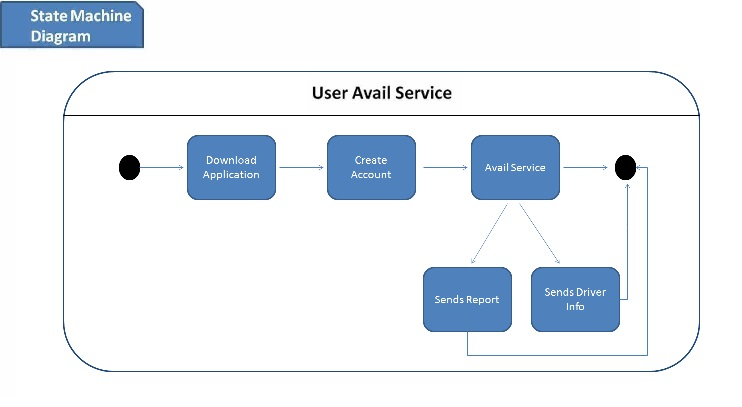 State Machine
Diagram
User Avail Service
Download
Application
Create
Account
Avail Service
Sends Report
Sends Driver
Info